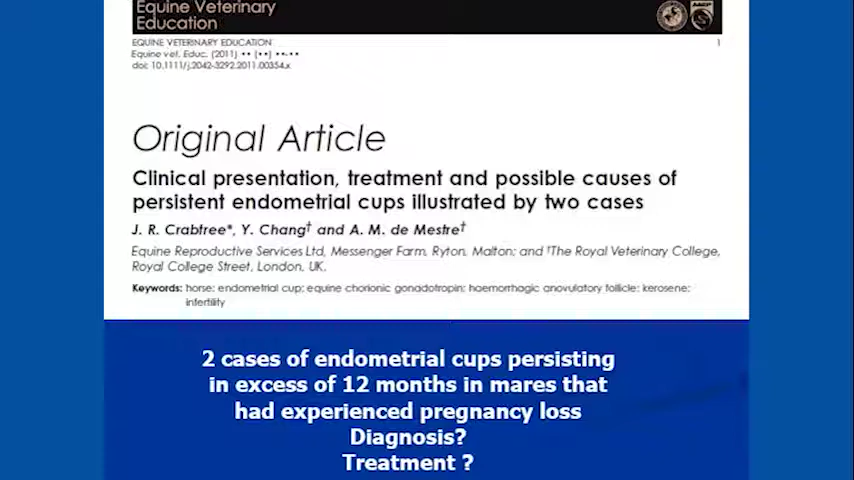 Equine Veterinary
Education
EQUINE VETERINARY EDUCATION
Equine vet. Educ. (2011) •• (••) ••-••
doi: 10.1111/j.2042-3292.2011.00354.x
1
Original Article
Clinical presentation, treatment and possible causes of
persistent endometrial cups illustrated by two cases
J. R. Crabtree*, Y. Chang† and A. M. de Mestre†
Equine Reproductive Services Ltd, Messenger Farm, Ryton, Malton; and †The Royal Veterinary College,
Royal College Street, London, UK.
Keywords: horse; endometrial cup; equine chorionic gonadotropin; haemorrhagic anovulatory follicle; kerosene;
infertility
2 cases of endometrial cups persisting
in excess of 12 months in mares that
had experienced pregnancy loss
Diagnosis?
Treatment ?